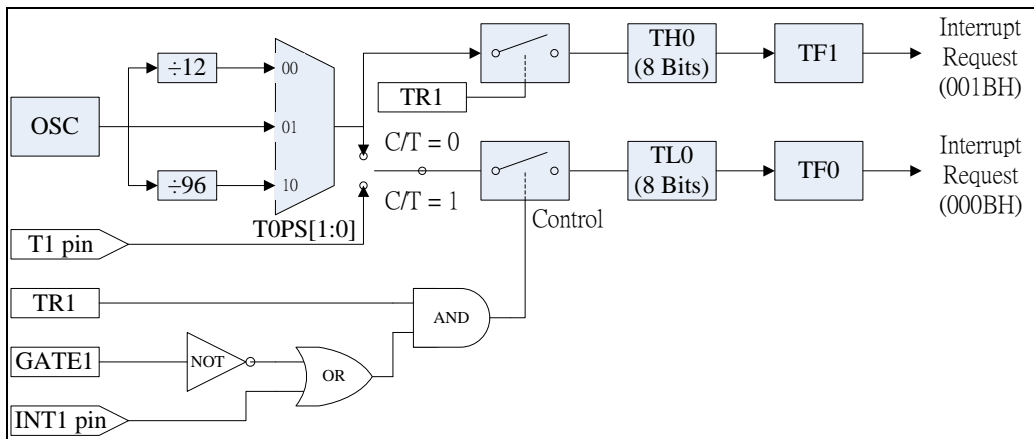 ÷12
00
TH0
(8 Bits)
TF1
Interrupt
Request
(001BH)
TR1
OSC
01
C/T = 0
÷96
10
TL0
(8 Bits)
TF0
Interrupt
Request
(000BH)
C/T = 1
T0PS[1:0]
Control
T1 pin
TR1
AND
GATE1
NOT
OR
INT1 pin